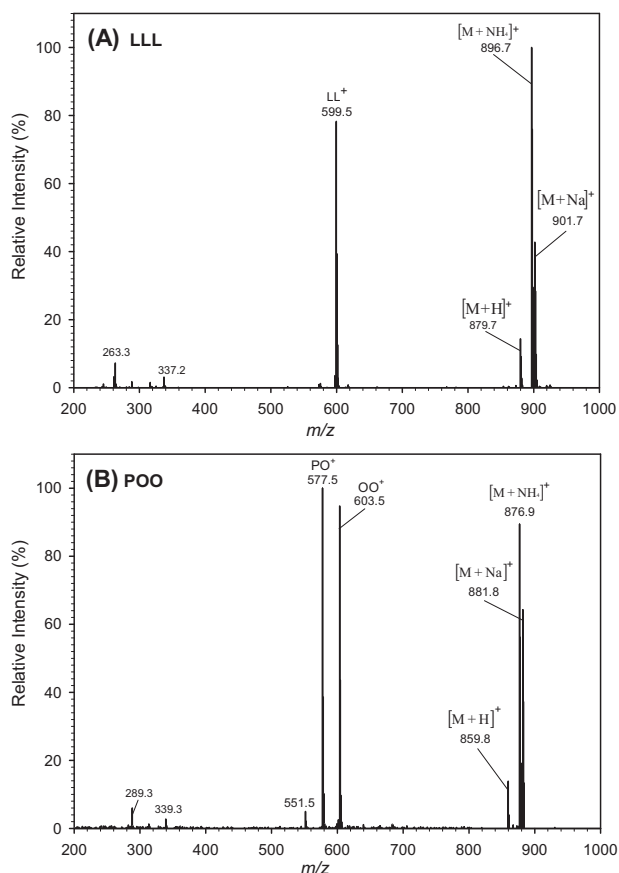 (A) LLL
[M + NH₄]⁺
896.7
LL⁺
599.5
[M+Na]⁺
901.7
[M+H]⁺
879.7
263.3
337.2
Relative Intensity (%)
100
80
60
40
20
0
200 300 400 500 600 700 800 900 1000
m/z
(B) POO
PO⁺
577.5
OO⁺
603.5
[M + NH₄]⁺
876.9
[M + Na]⁺
881.8
[M + H]⁺
859.8
289.3
339.3
551.5
Relative Intensity (%)
100
80
60
40
20
0
200 300 400 500 600 700 800 900 1000
m/z